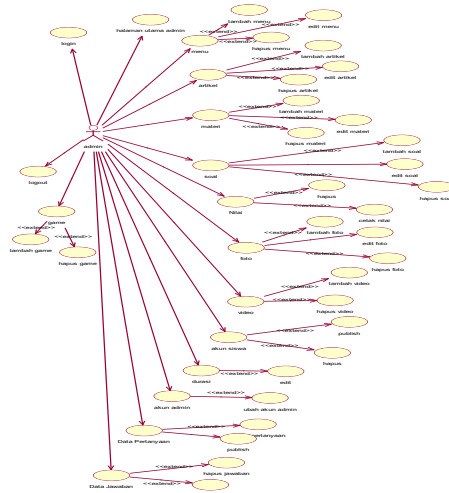 tambah menu
halaman utama admin
edit menu
login
<<extend>>
menu
<<extend>>
hapus menu
<<extend>>
tambah artikel
artikel
<<extend>>
edit artikel
hapus artikel
<<extend>>
tambah materi
<<extend>>
materi
<<extend>>
edit materi
hapus materi
admin
<<extend>>
tambah soal
soal
edit soal
logout
<<extend>>
hapus
Nilai
<<extend>>
game
cetak nilai
<<extend>>
<<extend>>
tambah foto
<<extend>>
edit foto
tambah game
foto
<<extend>>
hapus game
hapus foto
tambah video
<<extend>>
<<extend>>
video
hapus video
<<extend>>
publish
akun siswa
<<extend>>
hapus
<<extend>>
duuasi
edit
<<extend>>
akun admin
ubah akun admin
<<extend>>
Data Pertanyaan
publish
<<extend>>
hapus jawaban
Data Jawaban
<<extend>>